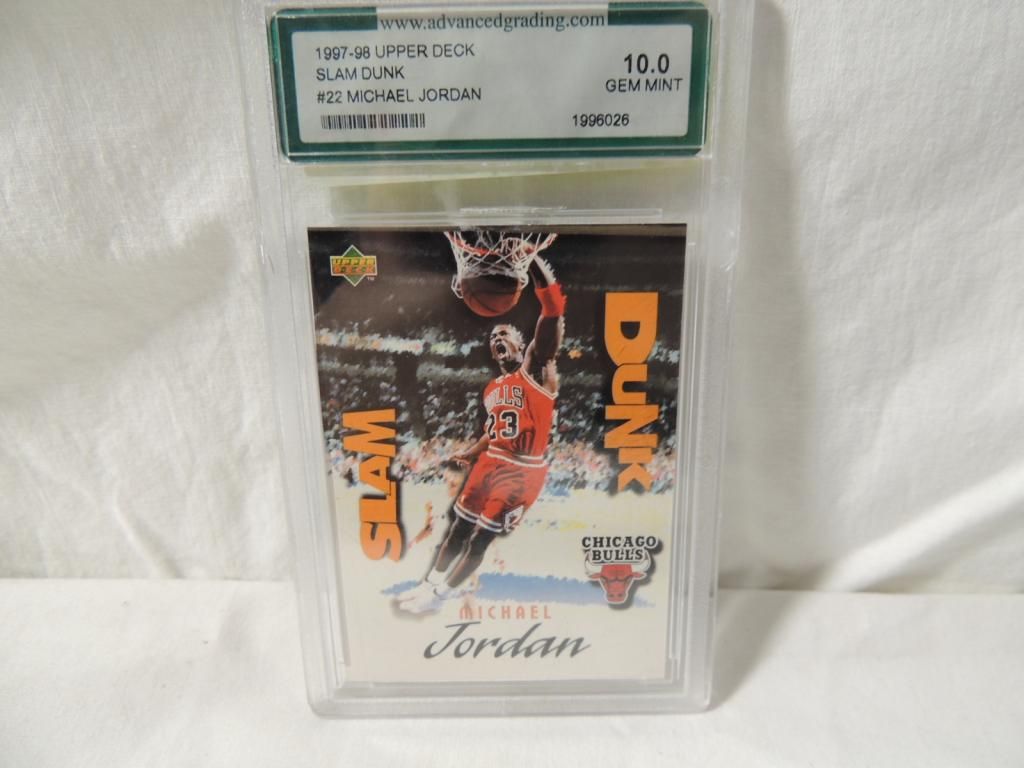 www.advancedgrading.com
1997-98 UPPER DECK
SLAM DUNK
#22 MICHAEL JORDAN
10.0
GEM MINT
1996026
UPPER
DECK
TM
SLAM
DUNK
BULLS
23
CHICAGO
BULLS
MICHAEL
Jordan